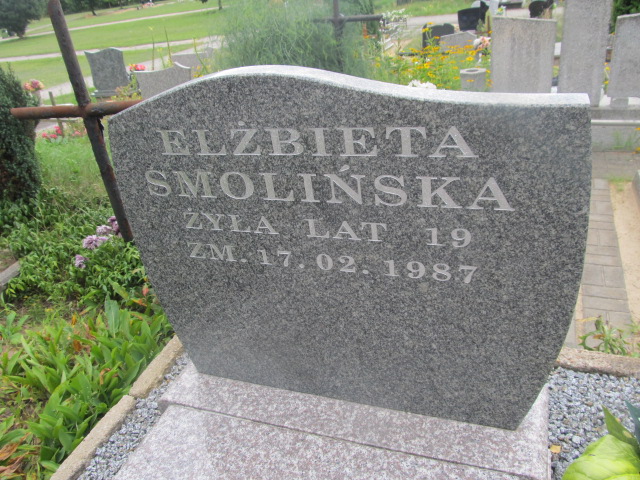 ELŻBIETA
SMOLIŃSKA
ŻYŁA LAT 19
ZM. 17.02.1987